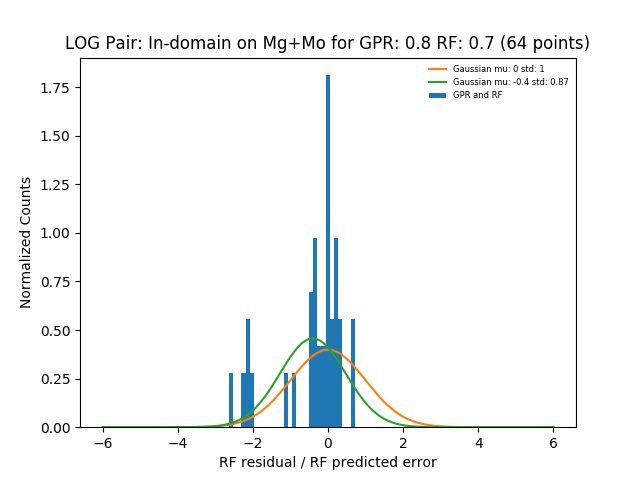 LOG Pair: In-domain on Mg+Mo for GPR: 0.8 RF: 0.7 (64 points)
Gaussian mu: 0 std: 1
Gaussian mu: -0.4 std: 0.87
GPR and RF
Normalized Counts
1.75
1.50
1.25
1.00
0.75
0.50
0.25
0.00
−6 −4 −2 0 2 4 6
RF residual / RF predicted error